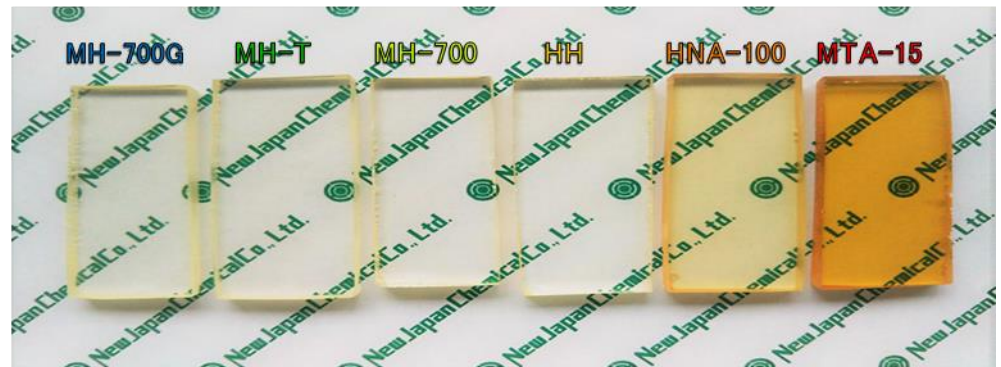 MH-700G MH-T MH-700 HH HNA-100 MTA-15
New Japan Chemical Co., Ltd.